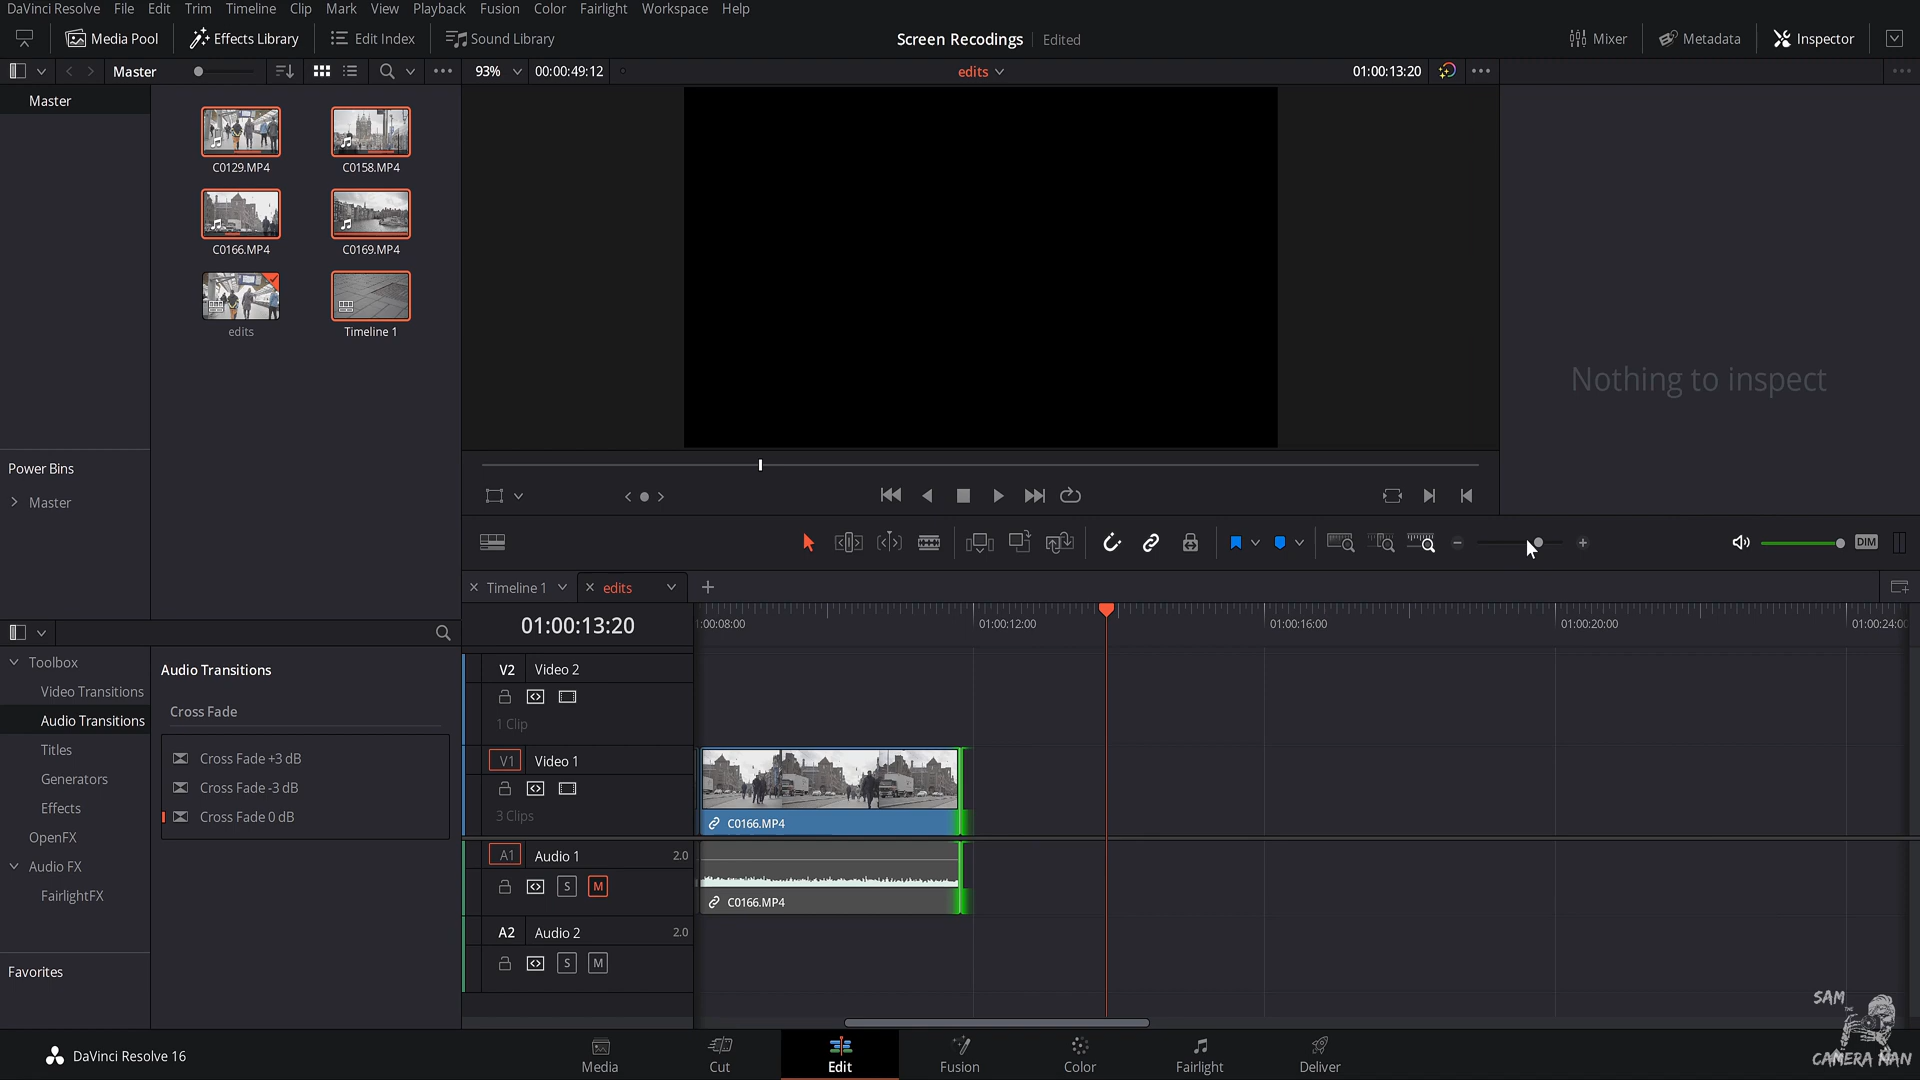 DaVinci Resolve File Edit Trim Timeline Clip Mark View Playback Fusion Color Fairlight Workspace Help
Media Pool Effects Library Edit Index Sound Library Screen Recodings Edited Mixer Metadata Inspector
Master 93% 00:00:49:12 edits 01:00:13:20
Master
C0129.MP4 C0158.MP4
C0166.MP4 C0169.MP4
edits Timeline 1
Nothing to inspect
Power Bins
Master
DIM
Timeline 1 edits
01:00:13:20 :00:08:00 01:00:12:00 01:00:16:00 01:00:20:00 01:00:24:00
Toolbox
Video Transitions
Audio Transitions
Titles
Generators
Effects
OpenFX
Audio FX
FairlightFX
Favorites
Audio Transitions
Cross Fade
Cross Fade +3 dB
Cross Fade -3 dB
Cross Fade 0 dB
V2 Video 2
1 Clip
V1 Video 1
3 Clips
C0166.MP4
A1 Audio 1 2.0
S M
C0166.MP4
A2 Audio 2 2.0
S M
SAM
THE
CAMERA MAN
DaVinci Resolve 16
Media Cut Edit Fusion Color Fairlight Deliver